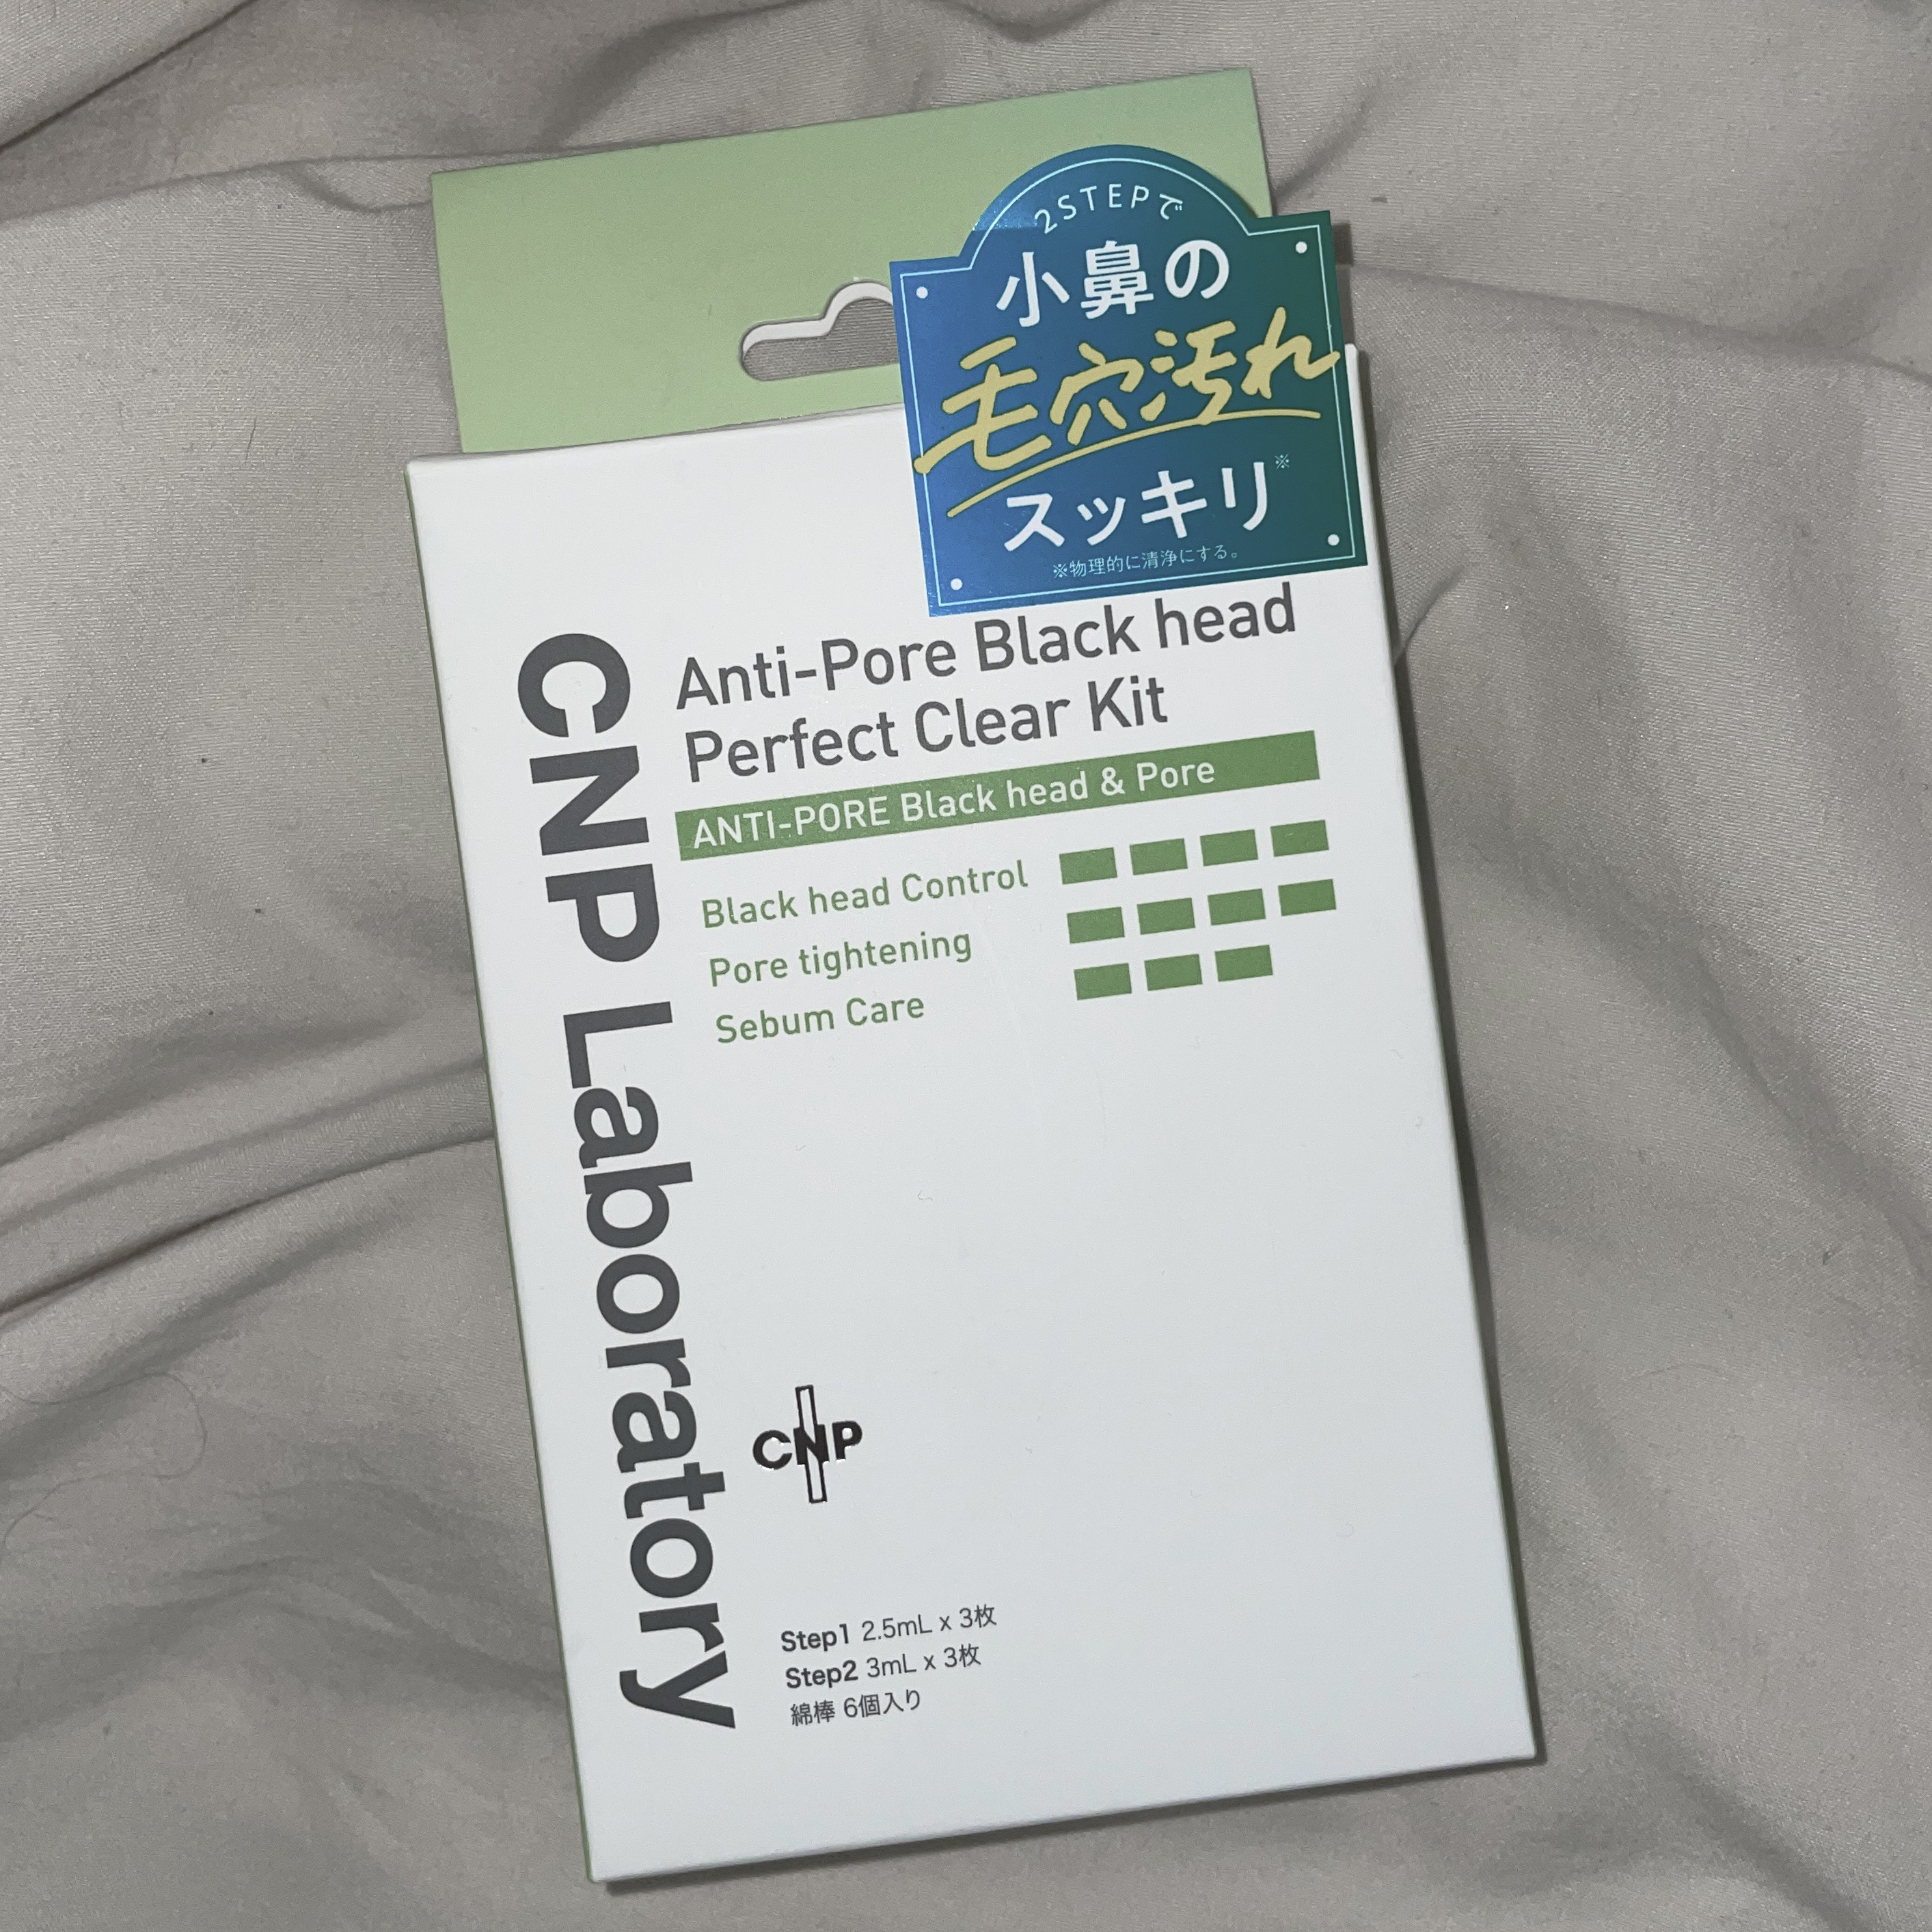 2STEPで
小鼻の
毛穴汚れ
スッキリ※
※物理的に清浄にする。
CNP Laboratory
Anti-Pore Black head
Perfect Clear Kit
ANTI-PORE Black head & Pore
Black head Control
Pore tightening
Sebum Care
CNP
Step1 2.5mL x 3枚
Step2 3mL x 3枚
綿棒 6個入り